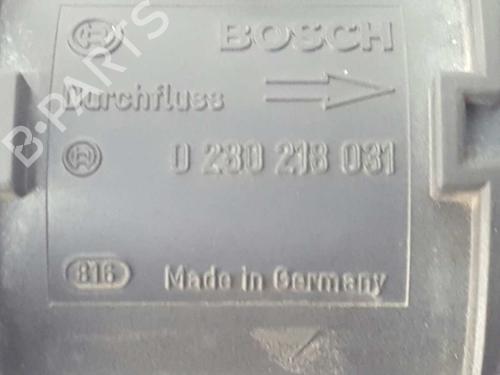 BOSCH
Durchfluss
0 280 218 031
816
Made in Germany
B-PARTS